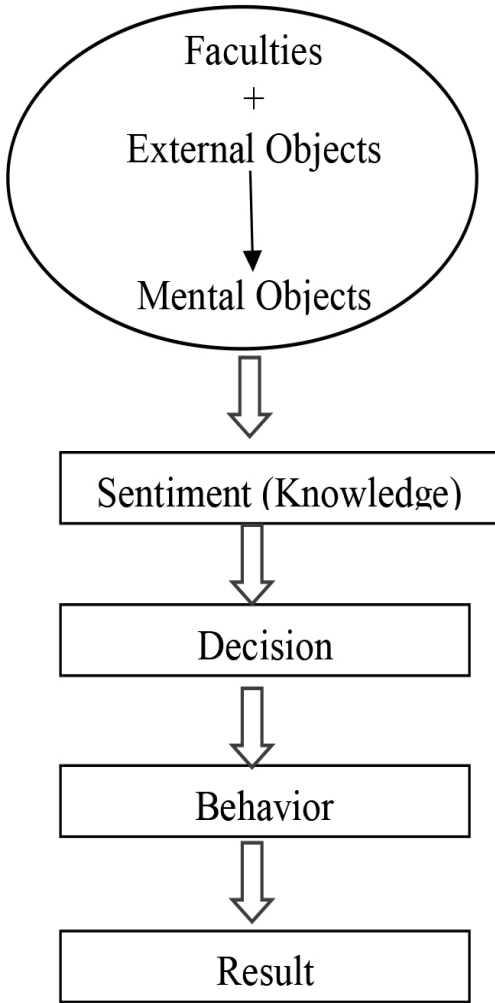 Faculties
+
External Objects
Mental Objects
Sentiment (Knowledge)
Decision
Behavior
Result